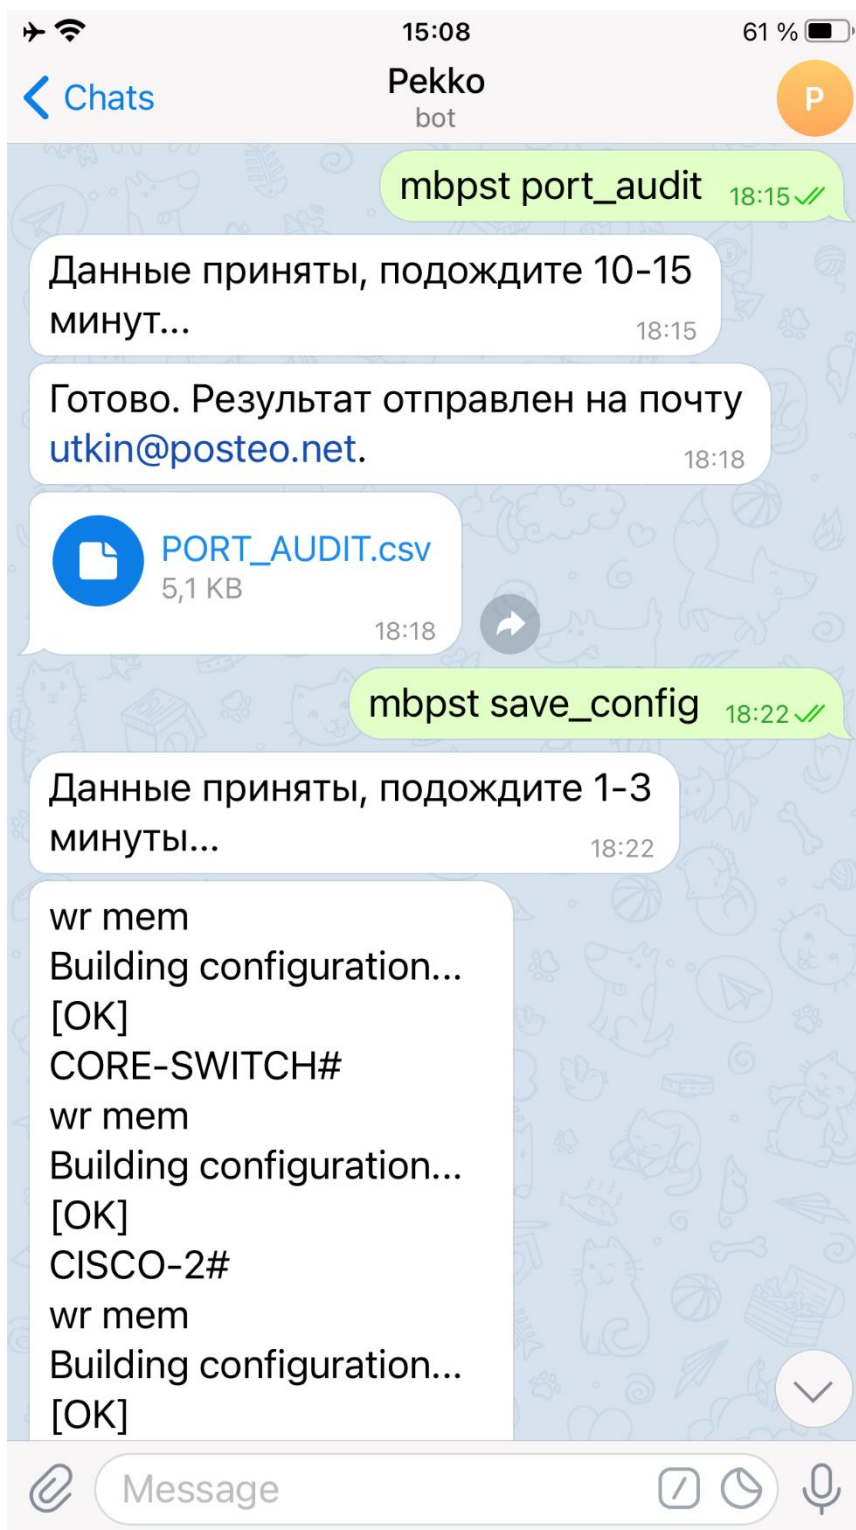 15:08
61 %
Chats
Pekko
bot
P
mbpst port_audit 18:15
Данные приняты, подождите 10-15
минут... 18:15
Готово. Результат отправлен на почту
utkin@posteo.net. 18:18
PORT_AUDIT.csv
5,1 KB
18:18
mbpst save_config 18:22
Данные приняты, подождите 1-3
минуты... 18:22
wr mem
Building configuration...
[OK]
CORE-SWITCH#
wr mem
Building configuration...
[OK]
CISCO-2#
wr mem
Building configuration...
[OK]
Message